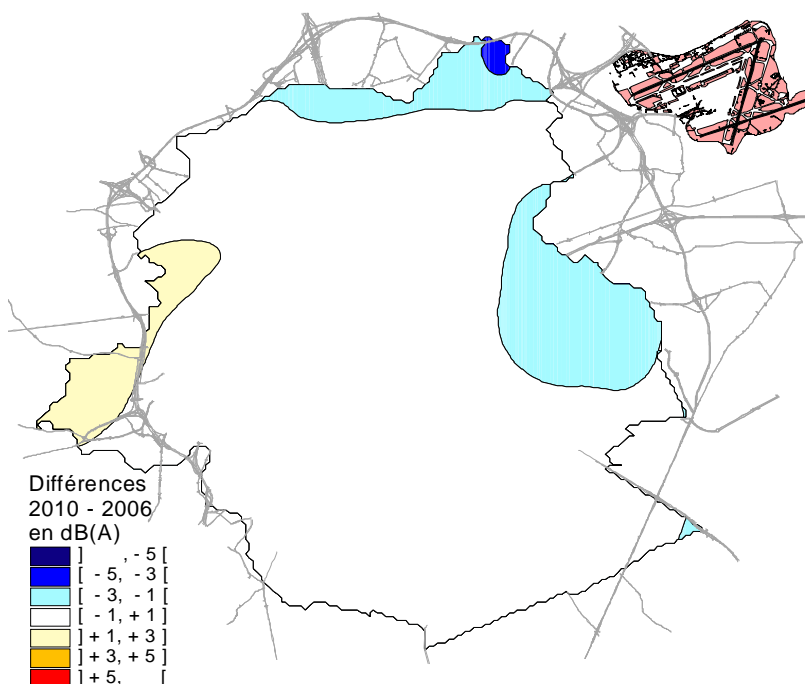 Différences
2010 - 2006
en dB(A)
] , - 5 [
[ - 5, - 3 [
[ - 3, - 1 [
[ - 1, + 1 ]
] + 1, + 3 ]
] + 3, + 5 ]
] + 5, [